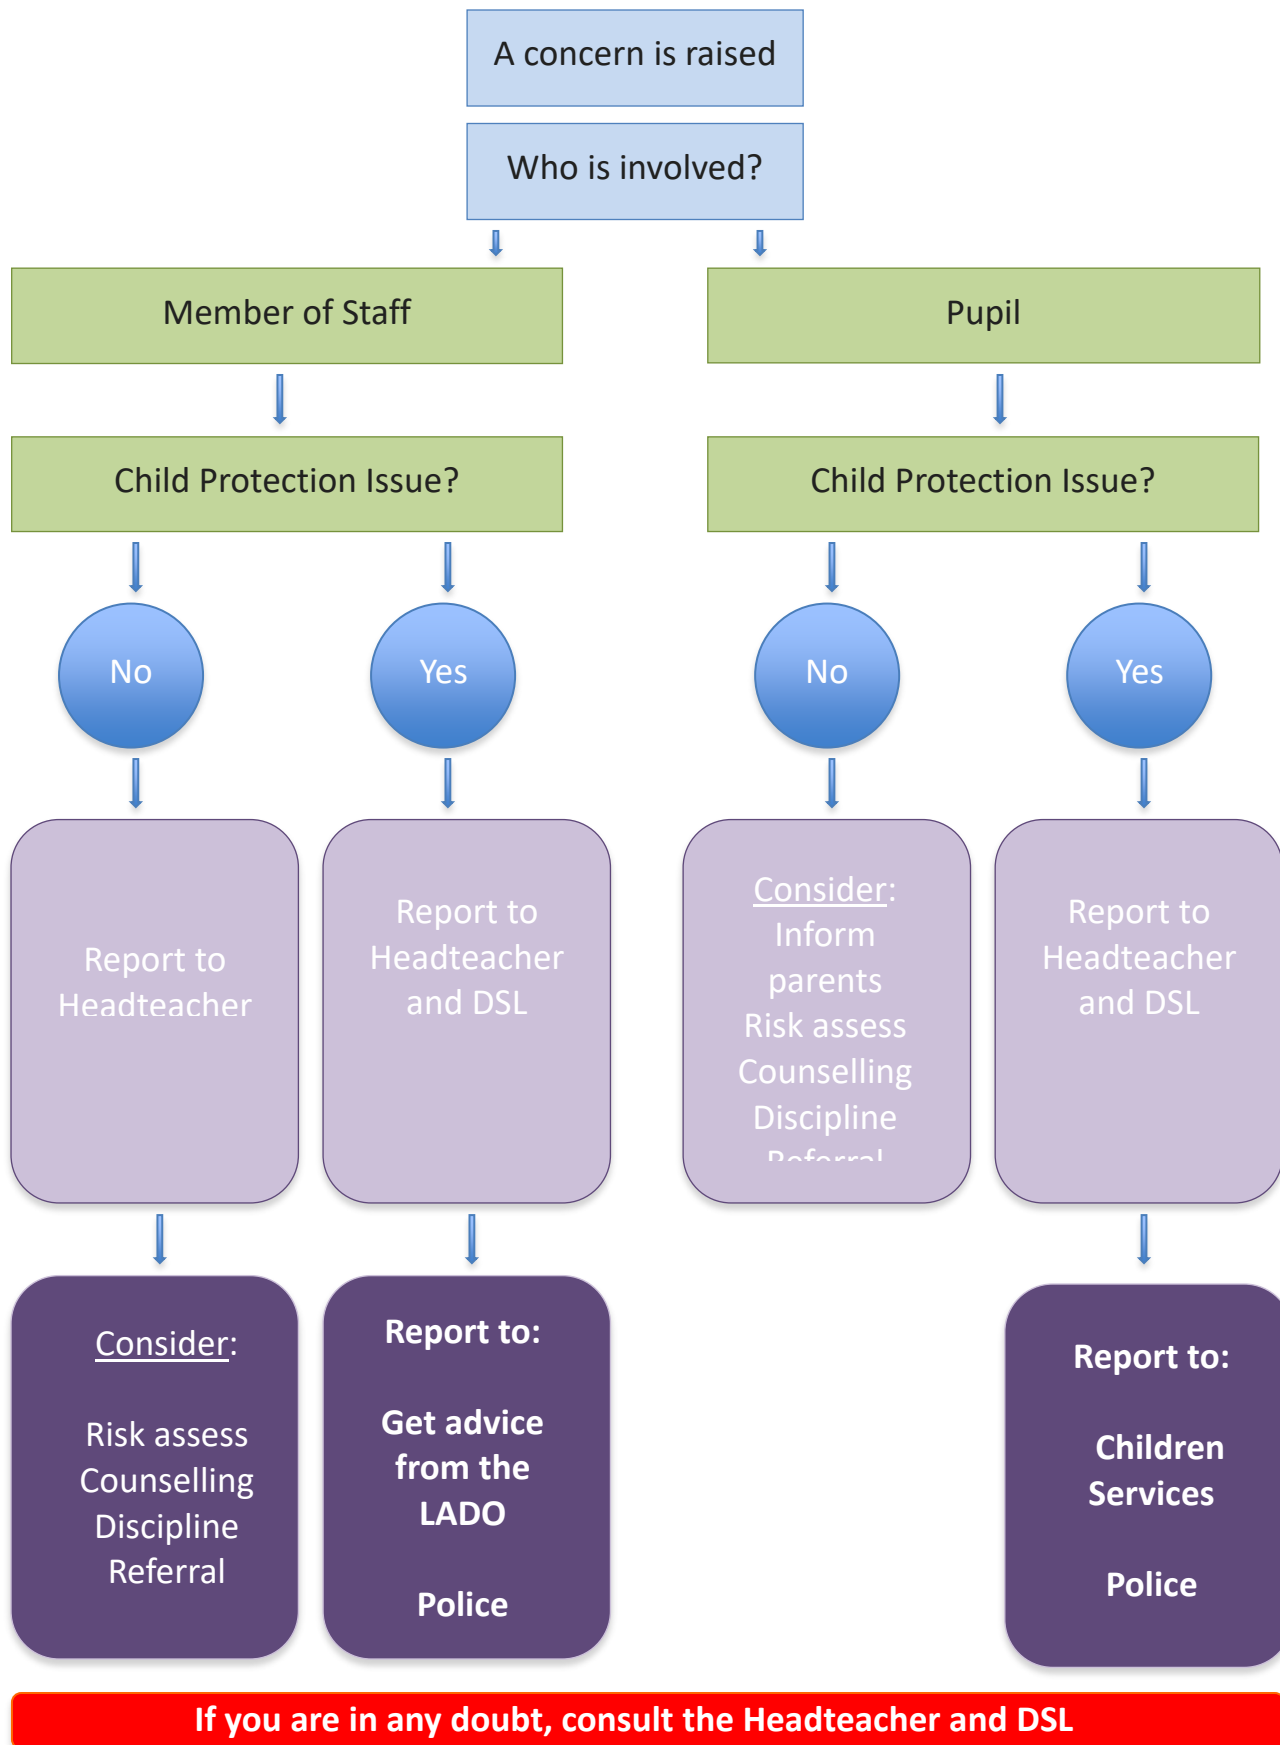 A concern is raised
Who is involved?
Member of Staff
Pupil
Child Protection Issue?
Child Protection Issue?
No
Yes
No
Yes
Report to
Headteacher
Report to
Headteacher
and DSL
Consider:
Inform
parents
Risk assess
Counselling
Discipline
Referral
Report to
Headteacher
and DSL
Consider:
Risk assess
Counselling
Discipline
Referral
Report to:
Get advice
from the
LADO
Police
Report to:
Children
Services
Police
If you are in any doubt, consult the Headteacher and DSL